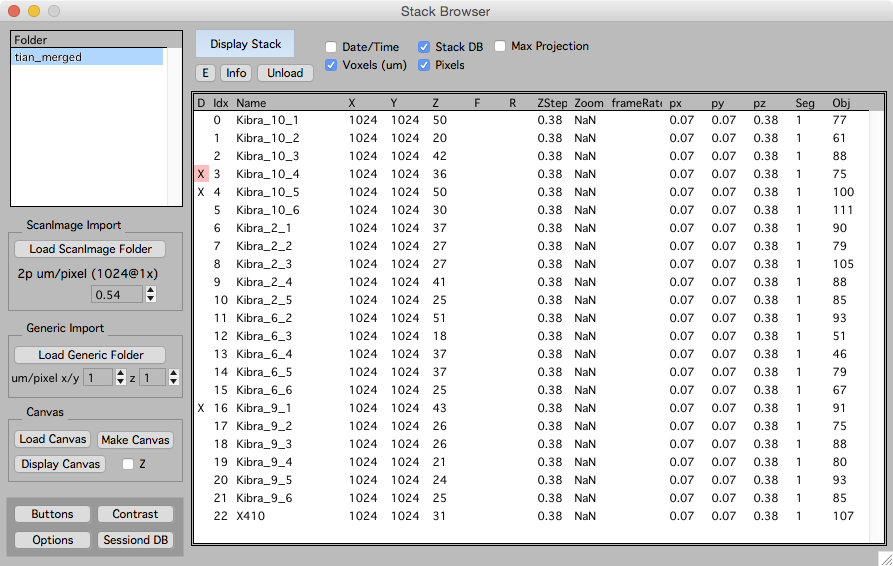 Stack Browser
Folder
tian_merged
Display Stack
Date/Time
Stack DB
Max Projection
Voxels (um)
Pixels
E
Info
Unload
ScanImage Import
Load ScanImage Folder
2p um/pixel (1024@1x)
0.54
Generic Import
Load Generic Folder
um/pixel x/y 1 z 1
Canvas
Load Canvas
Make Canvas
Display Canvas
Z
Buttons
Contrast
Options
Sessiond DB
D Idx Name X Y Z F R ZStep Zoom frameRate px py pz Seg Obj
0 Kibra_10_1 1024 1024 50 0.38 NaN 0.07 0.07 0.38 1 77
1 Kibra_10_2 1024 1024 20 0.38 NaN 0.07 0.07 0.38 1 61
2 Kibra_10_3 1024 1024 42 0.38 NaN 0.07 0.07 0.38 1 88
X 3 Kibra_10_4 1024 1024 36 0.38 NaN 0.07 0.07 0.38 1 75
X 4 Kibra_10_5 1024 1024 50 0.38 NaN 0.07 0.07 0.38 1 100
5 Kibra_10_6 1024 1024 30 0.38 NaN 0.07 0.07 0.38 1 111
6 Kibra_2_1 1024 1024 37 0.38 NaN 0.07 0.07 0.38 1 90
7 Kibra_2_2 1024 1024 27 0.38 NaN 0.07 0.07 0.38 1 79
8 Kibra_2_3 1024 1024 27 0.38 NaN 0.07 0.07 0.38 1 105
9 Kibra_2_4 1024 1024 41 0.38 NaN 0.07 0.07 0.38 1 88
10 Kibra_2_5 1024 1024 25 0.38 NaN 0.07 0.07 0.38 1 85
11 Kibra_6_2 1024 1024 51 0.38 NaN 0.07 0.07 0.38 1 93
12 Kibra_6_3 1024 1024 18 0.38 NaN 0.07 0.07 0.38 1 51
13 Kibra_6_4 1024 1024 37 0.38 NaN 0.07 0.07 0.38 1 46
14 Kibra_6_5 1024 1024 37 0.38 NaN 0.07 0.07 0.38 1 79
15 Kibra_6_6 1024 1024 25 0.38 NaN 0.07 0.07 0.38 1 67
X 16 Kibra_9_1 1024 1024 43 0.38 NaN 0.07 0.07 0.38 1 91
17 Kibra_9_2 1024 1024 26 0.38 NaN 0.07 0.07 0.38 1 75
18 Kibra_9_3 1024 1024 26 0.38 NaN 0.07 0.07 0.38 1 88
19 Kibra_9_4 1024 1024 21 0.38 NaN 0.07 0.07 0.38 1 80
20 Kibra_9_5 1024 1024 24 0.38 NaN 0.07 0.07 0.38 1 93
21 Kibra_9_6 1024 1024 25 0.38 NaN 0.07 0.07 0.38 1 85
22 X410 1024 1024 31 0.38 NaN 0.07 0.07 0.38 1 107